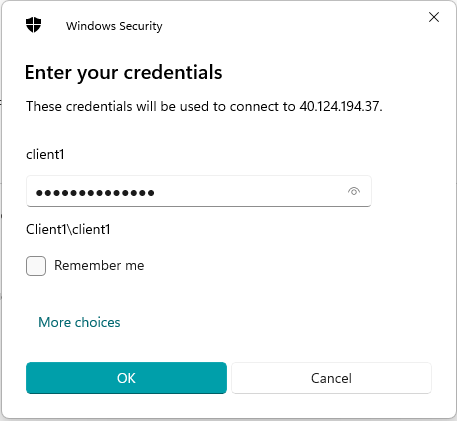 Windows Security
Enter your credentials
These credentials will be used to connect to 40.124.194.37.
client1
●●●●●●●●●●●●●●
Client1\client1
Remember me
More choices
OK
Cancel